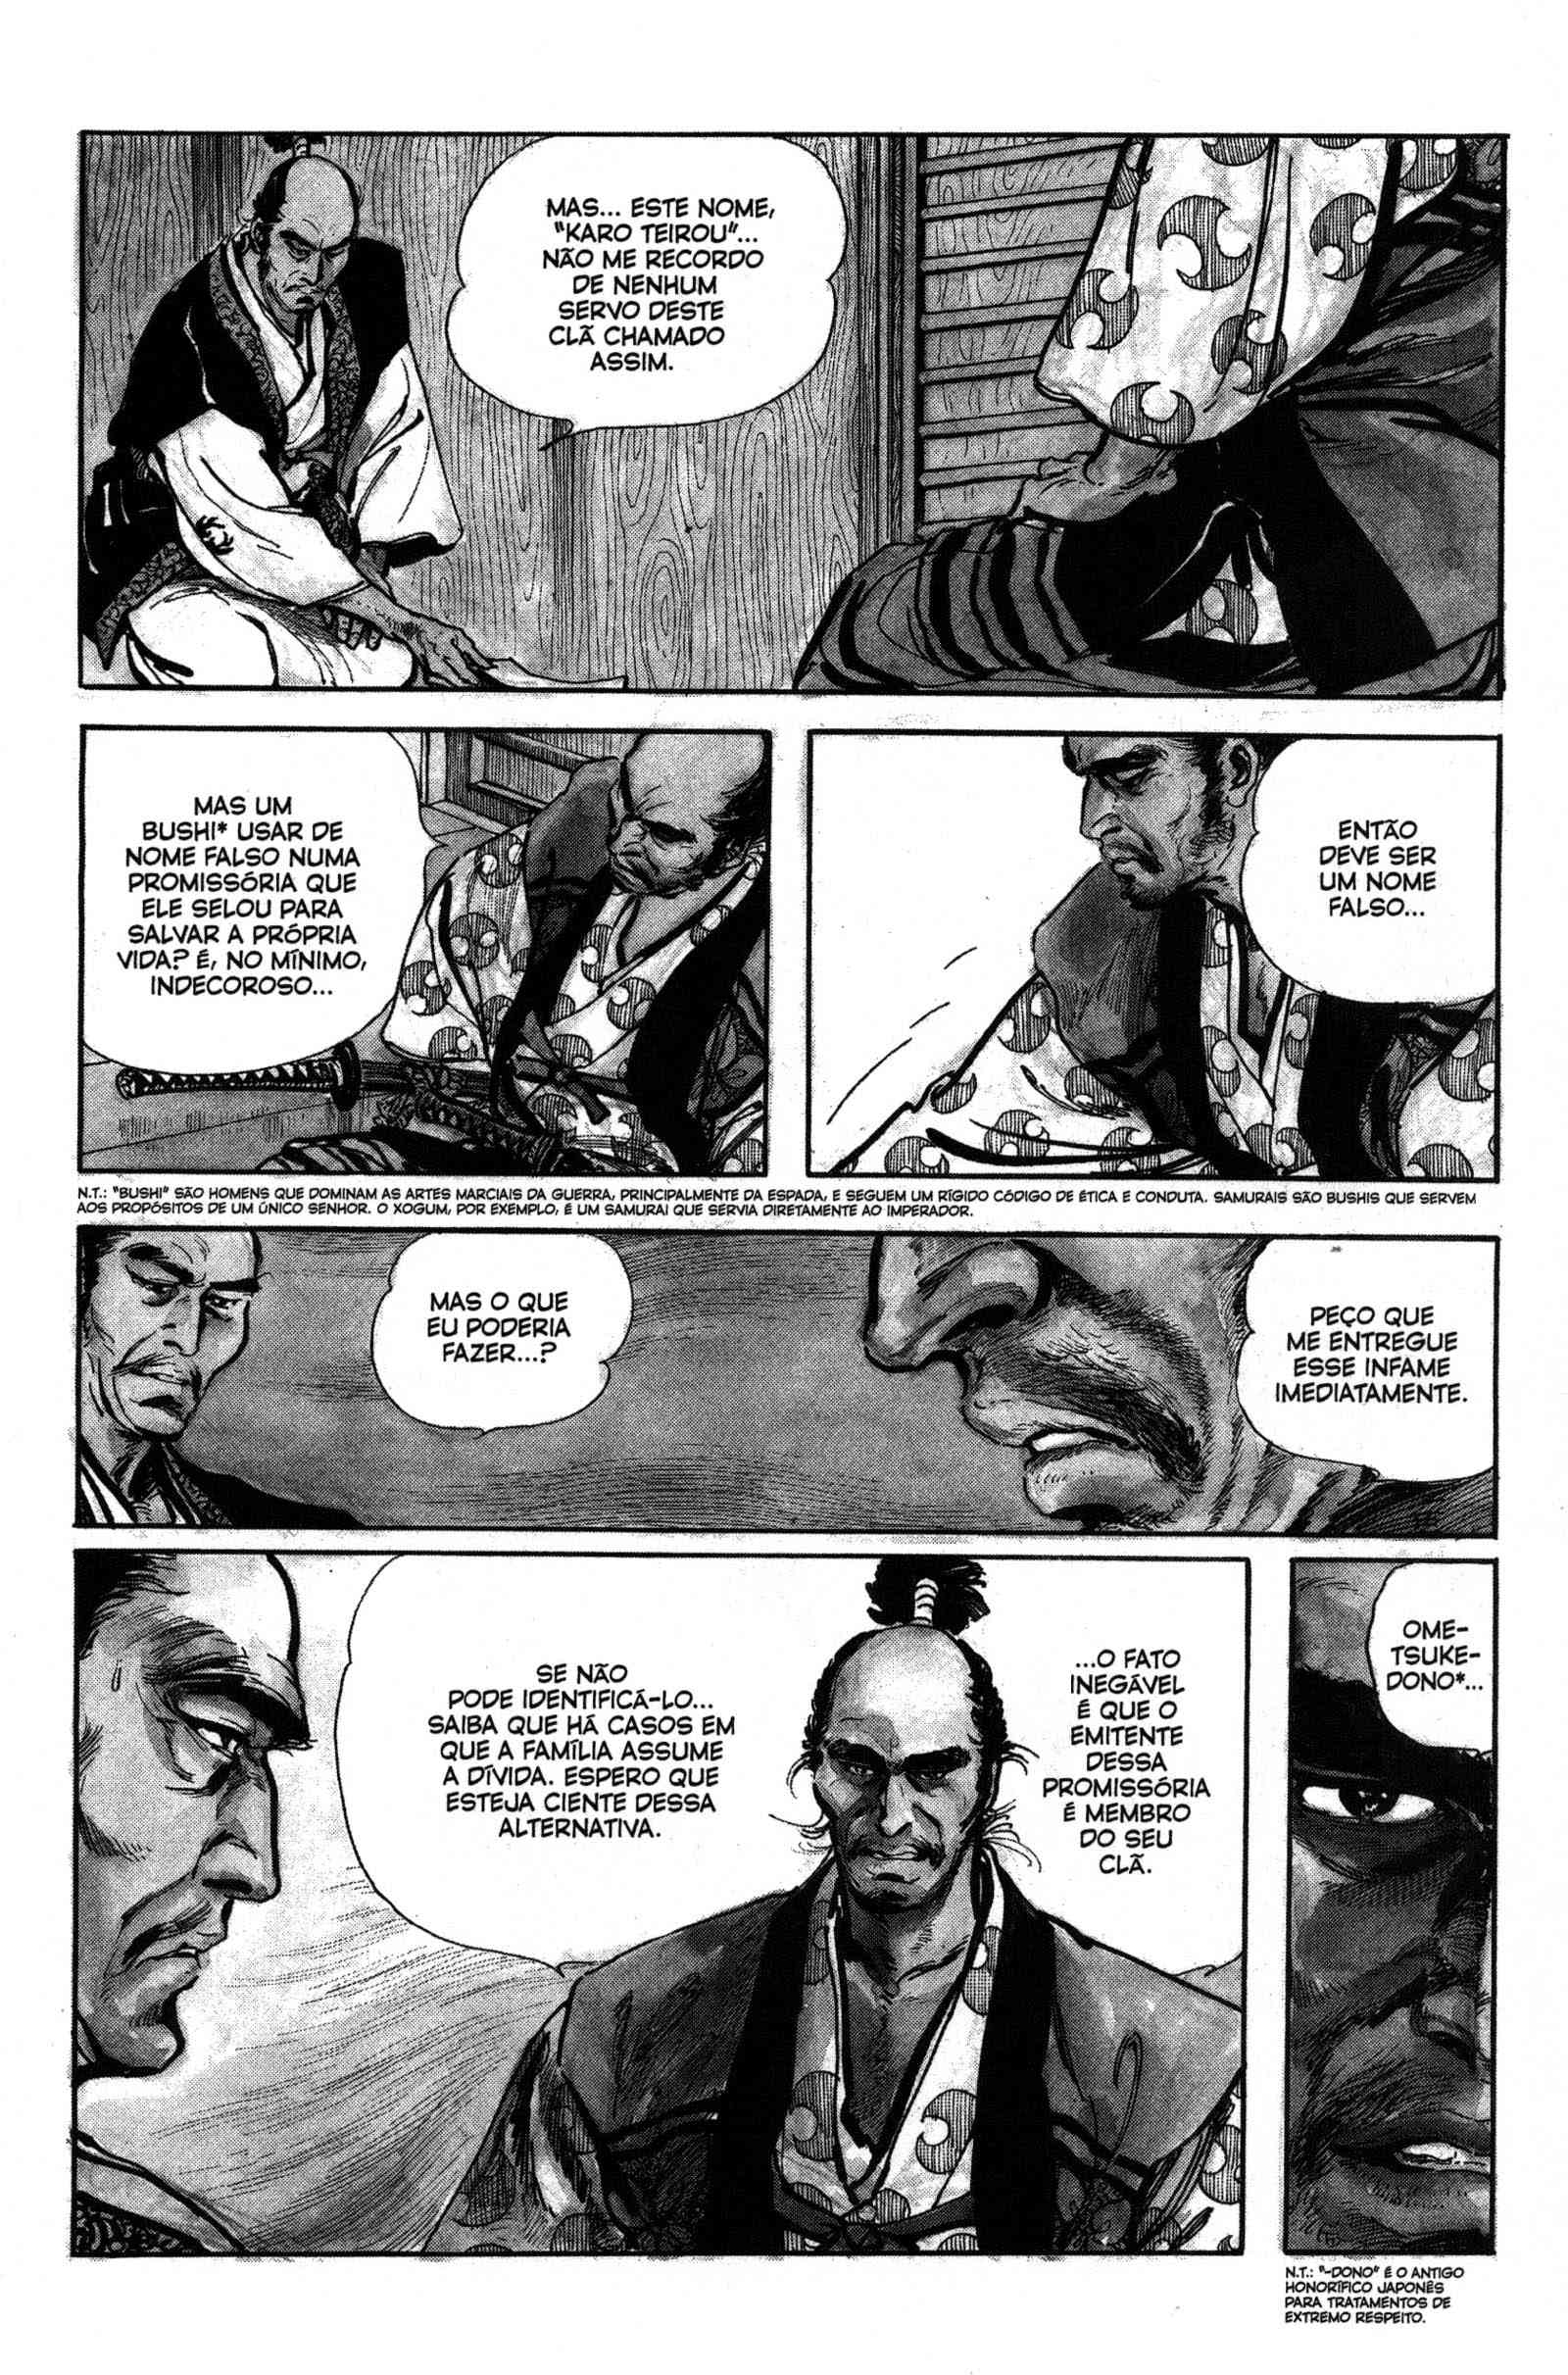 MAS... ESTE NOME,
"KARO TEIROU"...
NÃO ME RECORDO
DE NENHUM
SERVO DESTE
CLÃ CHAMADO
ASSIM.
ENTÃO
DEVE SER
UM NOME
FALSO...
MAS UM
BUSHI* USAR DE
NOME FALSO NUMA
PROMISSÓRIA QUE
ELE SELOU PARA
SALVAR A PRÓPRIA
VIDA? É, NO MÍNIMO,
INDECOROSO...
N.T.: "BUSHI" SÃO HOMENS QUE DOMINAM AS ARTES MARCIAIS DA GUERRA, PRINCIPALMENTE DA ESPADA, E SEGUEM UM RÍGIDO CÓDIGO DE ÉTICA E CONDUTA. SAMURAIS SÃO BUSHIS QUE SERVEM
AOS PROPÓSITOS DE UM ÚNICO SENHOR. O XOGUM, POR EXEMPLO, É UM SAMURAI QUE SERVIA DIRETAMENTE AO IMPERADOR.
PEÇO QUE
ME ENTREGUE
ESSE INFAME
IMEDIATAMENTE.
MAS O QUE
EU PODERIA
FAZER...?
OME-
TSUKE-
DONO*...
...O FATO
INEGÁVEL
É QUE O
EMITENTE
DESSA
PROMISSÓRIA
É MEMBRO
DO SEU
CLÃ.
SE NÃO
PODE IDENTIFICÁ-LO...
SAIBA QUE HÁ CASOS EM
QUE A FAMÍLIA ASSUME
A DÍVIDA. ESPERO QUE
ESTEJA CIENTE DESSA
ALTERNATIVA.
N.T.: "-DONO" É O ANTIGO
HONORÍFICO JAPONÊS
PARA TRATAMENTOS DE
EXTREMO RESPEITO.